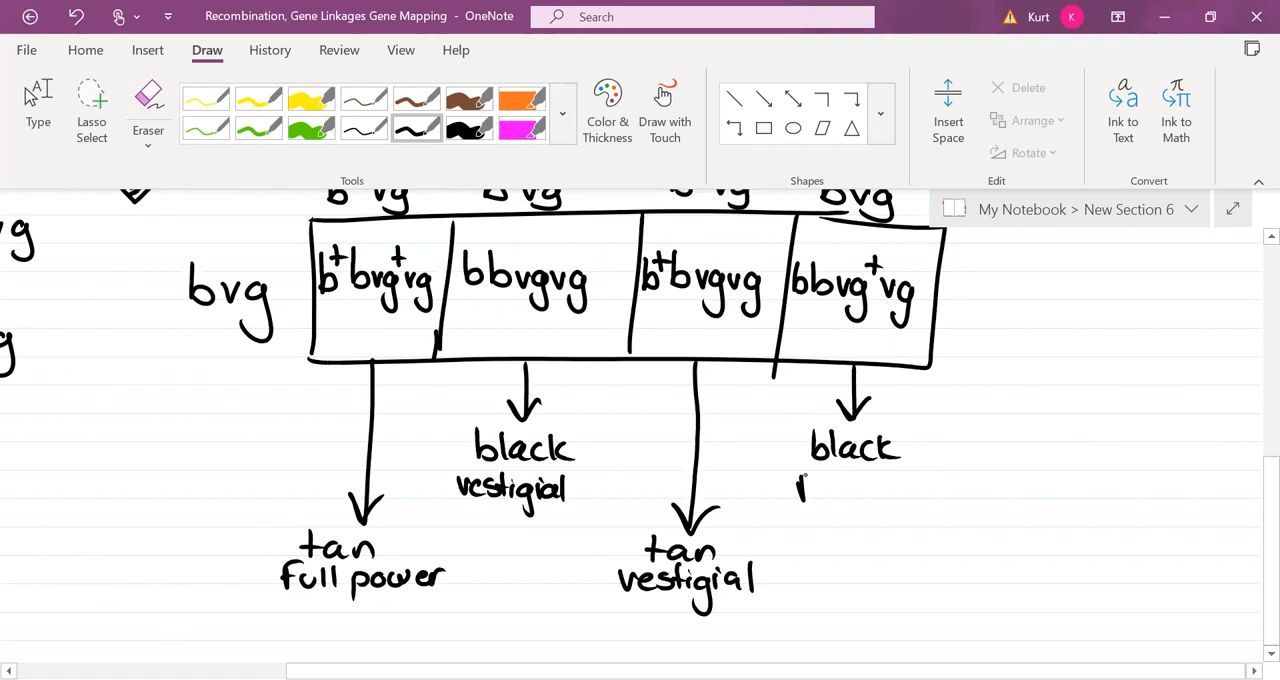 Recombination, Gene Linkages Gene Mapping - OneNote
Search
Kurt
K
File Home Insert Draw History Review View Help
Type
Lasso Select
Eraser
Color & Thickness
Draw with Touch
Insert Space
Delete
Arrange
Rotate
Ink to Text
Ink to Math
Tools
Shapes
Edit
Convert
My Notebook > New Section 6
bvg
b+bvg+vg
bbvgvg
b+bvgvg
bbvg+vg
black
vestigial
black
tan
full power
tan
vestigial